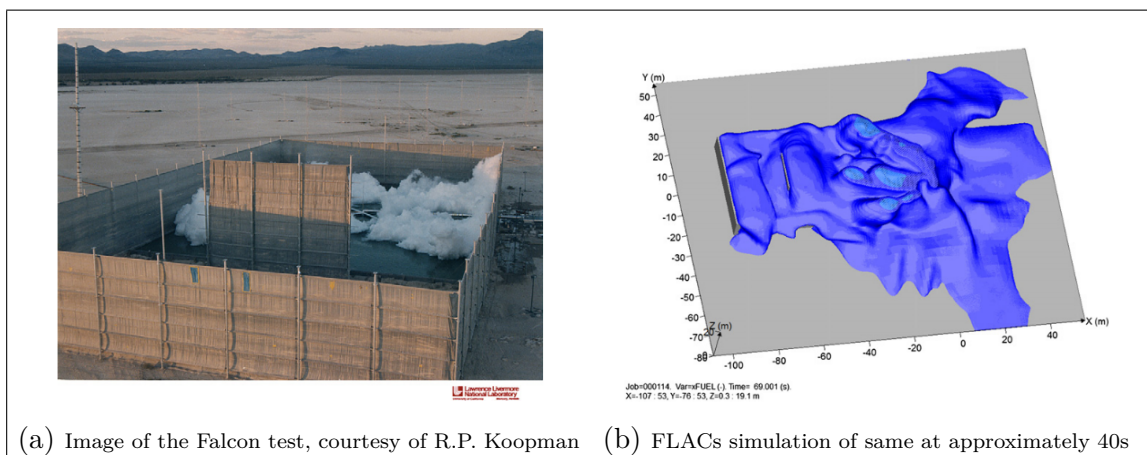 Lawrence Livermore
National Laboratory
(a) Image of the Falcon test, courtesy of R.P. Koopman
Y (m)
50
40
30
20
10
0
-10
-20
-30
-40
-50
-60
-70
-80
Z (m)
20
-100
-80
-60
-40
-20
0
20
40
X (m)
Job=000114. Var=xFUEL (-). Time= 69.001 (s).
X=-107 : 53, Y=-76 : 53, Z=0.3 : 19.1 m
(b) FLACs simulation of same at approximately 40s